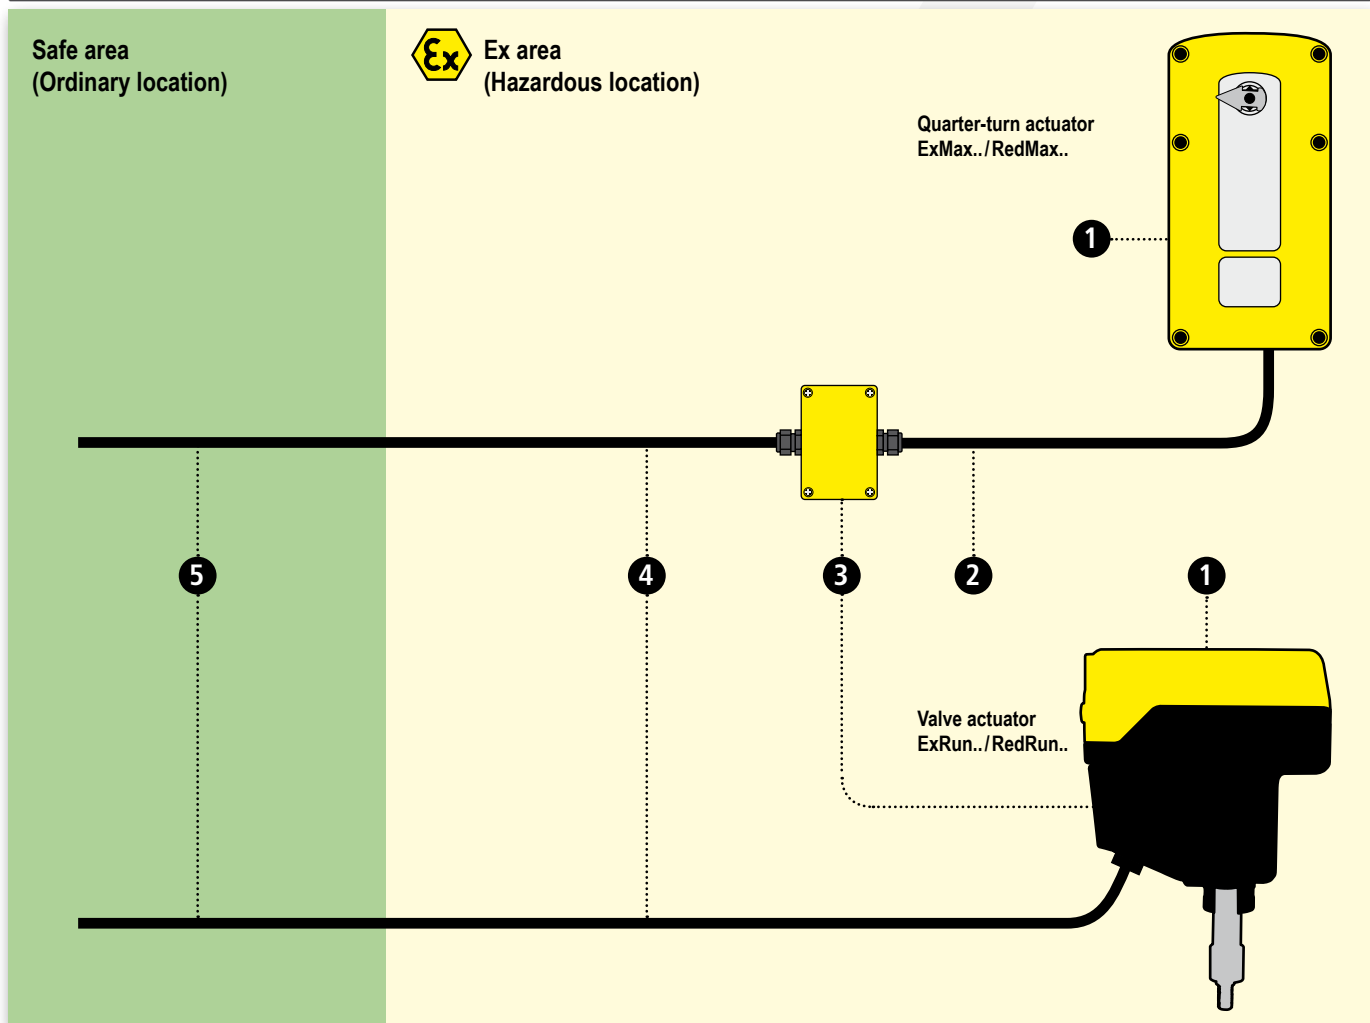 Safe area
(Ordinary location)
Ex
Ex area
(Hazardous location)
Quarter-turn actuator
ExMax../RedMax..
1
5
4
3
2
1
Valve actuator
ExRun../RedRun..